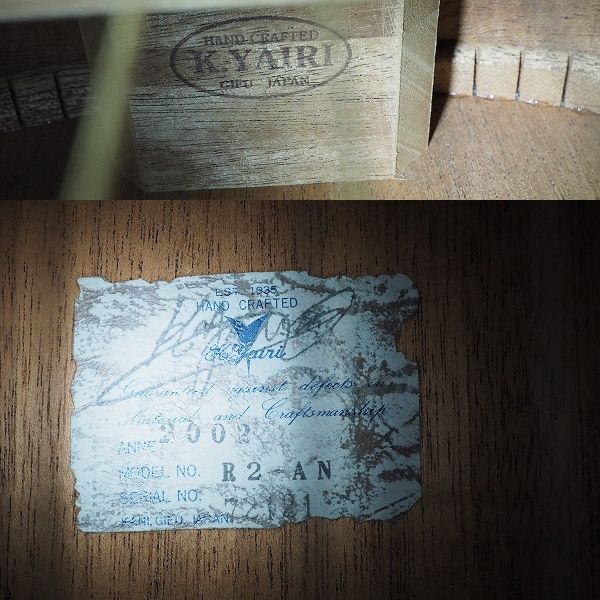 HAND CRAFTED
K.YAIRI
GIFU JAPAN
EST 1935
HAND CRAFTED
K.Yairi
Guaranteed against defects in
Materials and Craftsmanship
ANNE 2002
MODEL NO. R2-AN
SERIAL NO.
KANI, GIFU, JAPAN